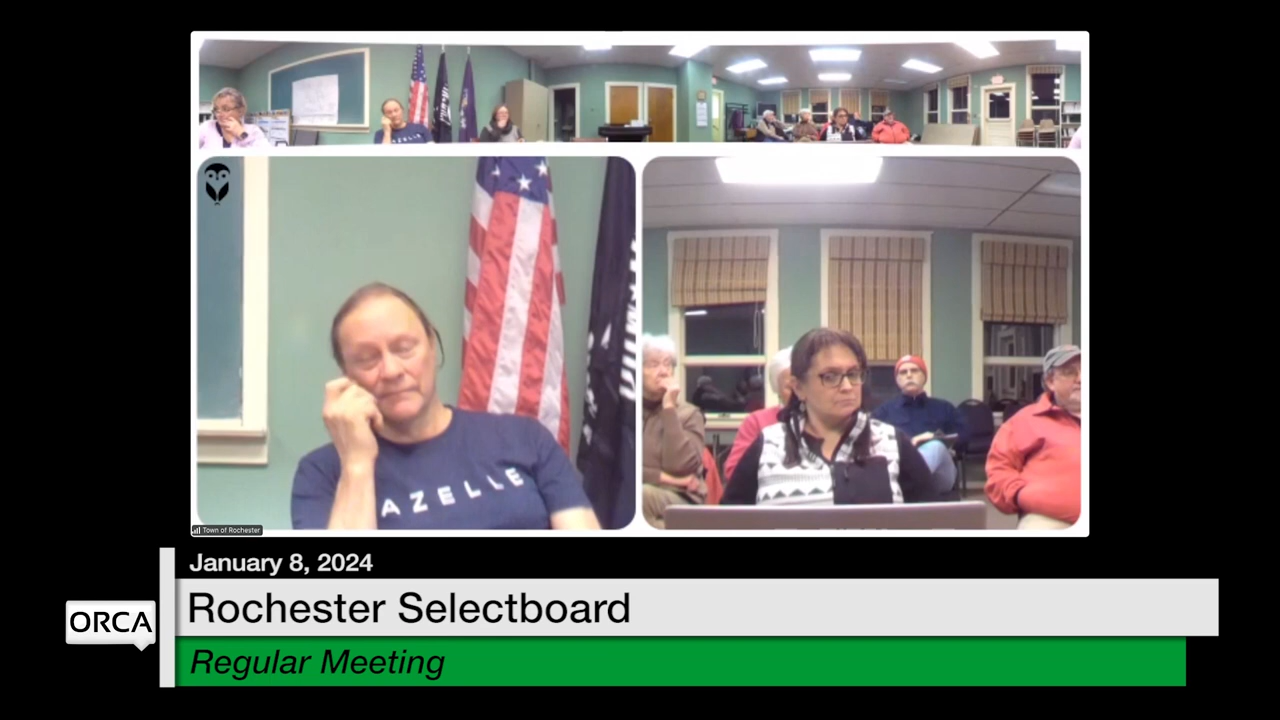 AZELLE
Town of Rochester
January 8, 2024
ORCA
Rochester Selectboard
Regular Meeting